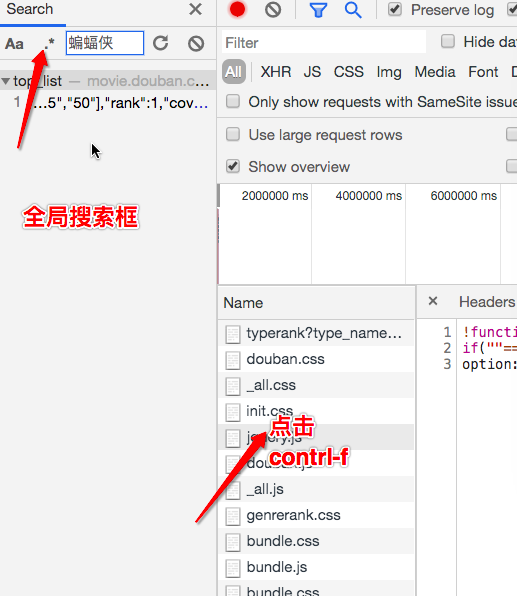 Search
Preserve log
Aa .* 蝙蝠侠
Filter
Hide da
All XHR JS CSS Img Media Font D
Only show requests with SameSite issue
Use large request rows
Show overview
top_list — movie.douban.c…
1 …5","50"],"rank":1,"cov…
全局搜索框
2000000 ms 4000000 ms 6000000 ms
Name
Headers
typerank?type_name…
douban.css
_all.css
init.css
点击
contrl-f
jquery.js
douban.js
_all.js
genrerank.css
bundle.css
bundle.js
bundle.css
1 !functi
2 if(""==
3 option: